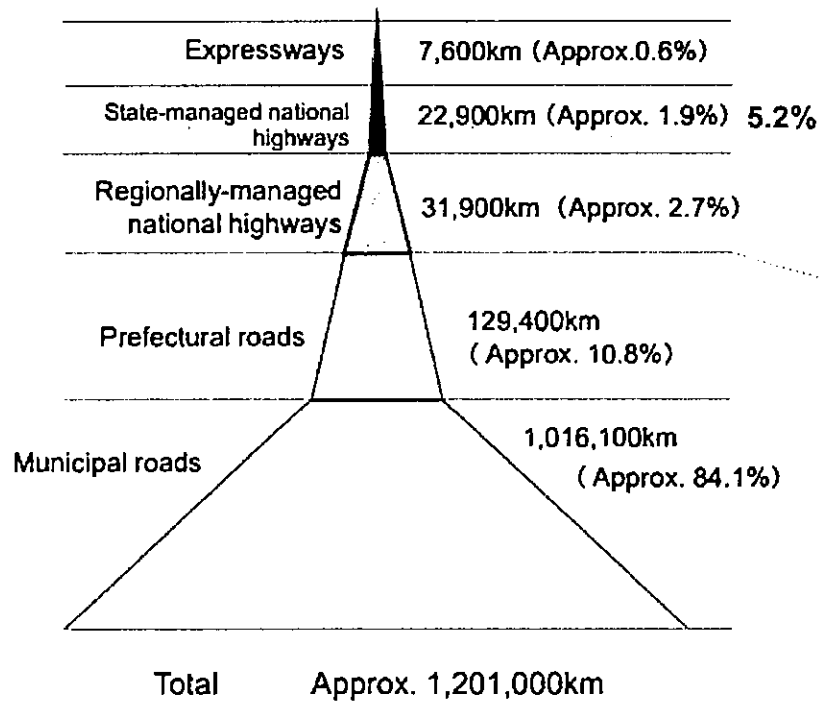 Expressways 7,600km (Approx.0.6%)
State-managed national
highways
22,900km (Approx. 1.9%) 5.2%
Regionally-managed
national highways
31,900km (Approx. 2.7%)
Prefectural roads
129,400km
( Approx. 10.8%)
Municipal roads
1,016,100km
( Approx. 84.1%)
Total Approx. 1,201,000km